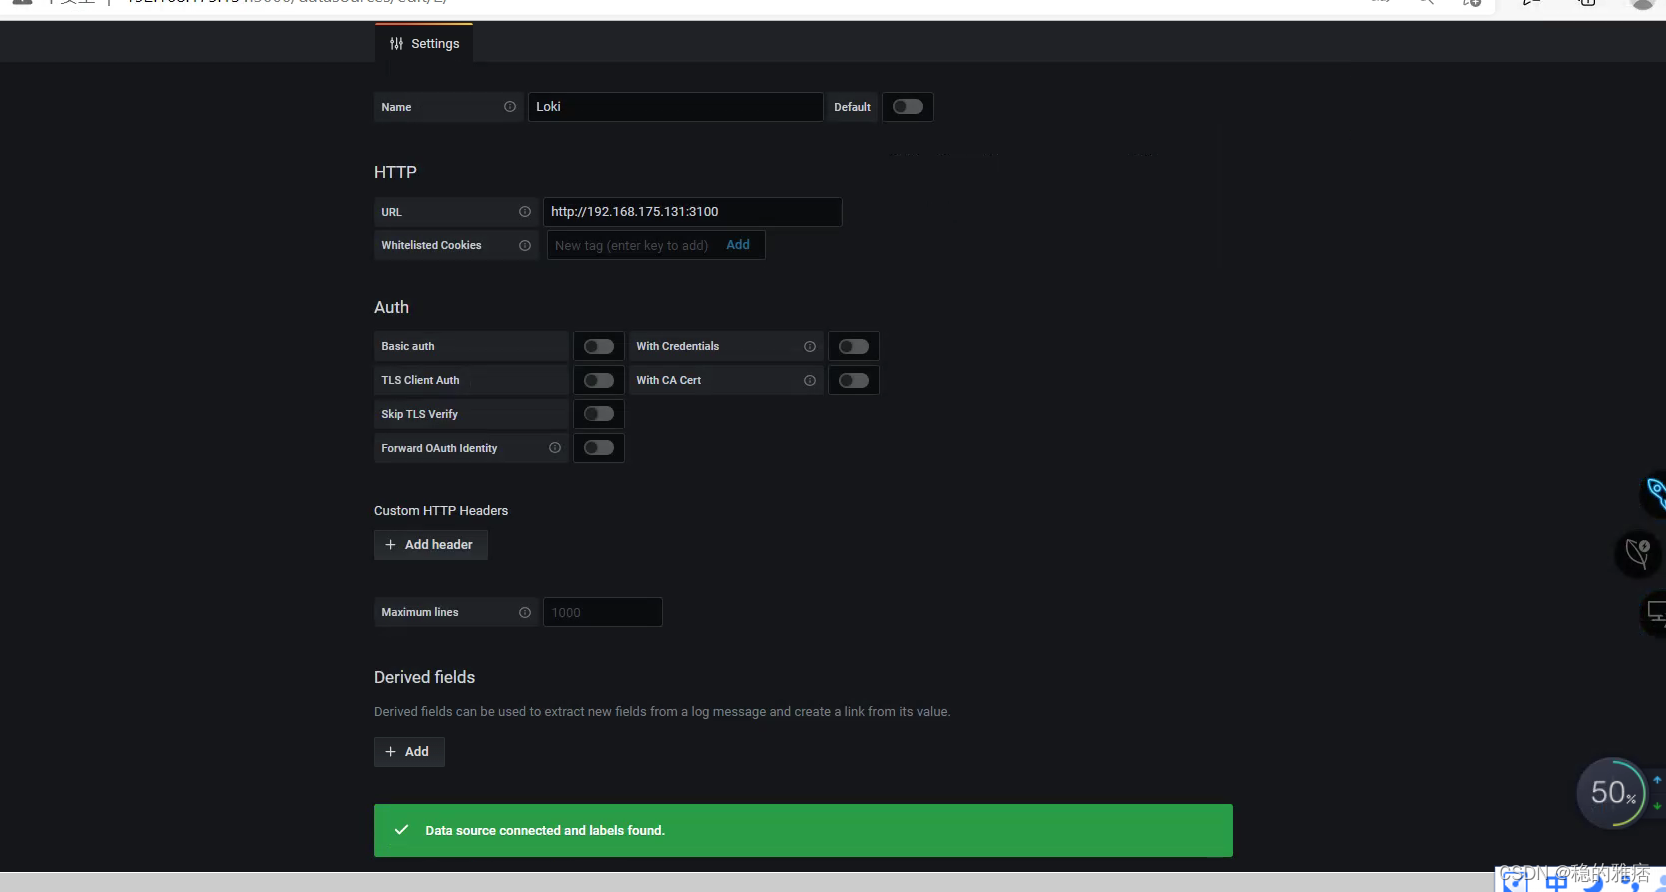 Settings
Name Loki Default
HTTP
URL http://192.168.175.131:3100
Whitelisted Cookies New tag (enter key to add) Add
Auth
Basic auth With Credentials
TLS Client Auth With CA Cert
Skip TLS Verify
Forward OAuth Identity
Custom HTTP Headers
+ Add header
Maximum lines 1000
Derived fields
Derived fields can be used to extract new fields from a log message and create a link from its value.
+ Add
50%
Data source connected and labels found.
CSDN @稳的雅痞
中